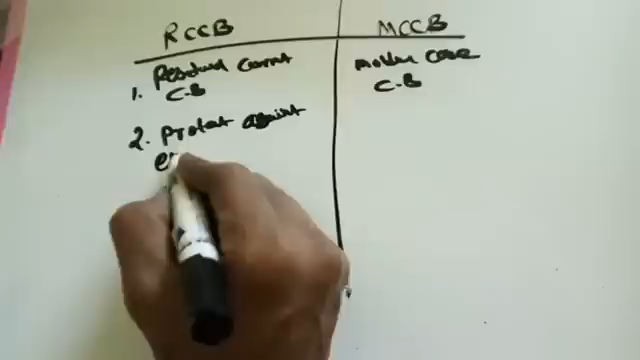 RCCB MCCB
1. Residual Current
C.B
Molded case
C.B
2. Protect against
e